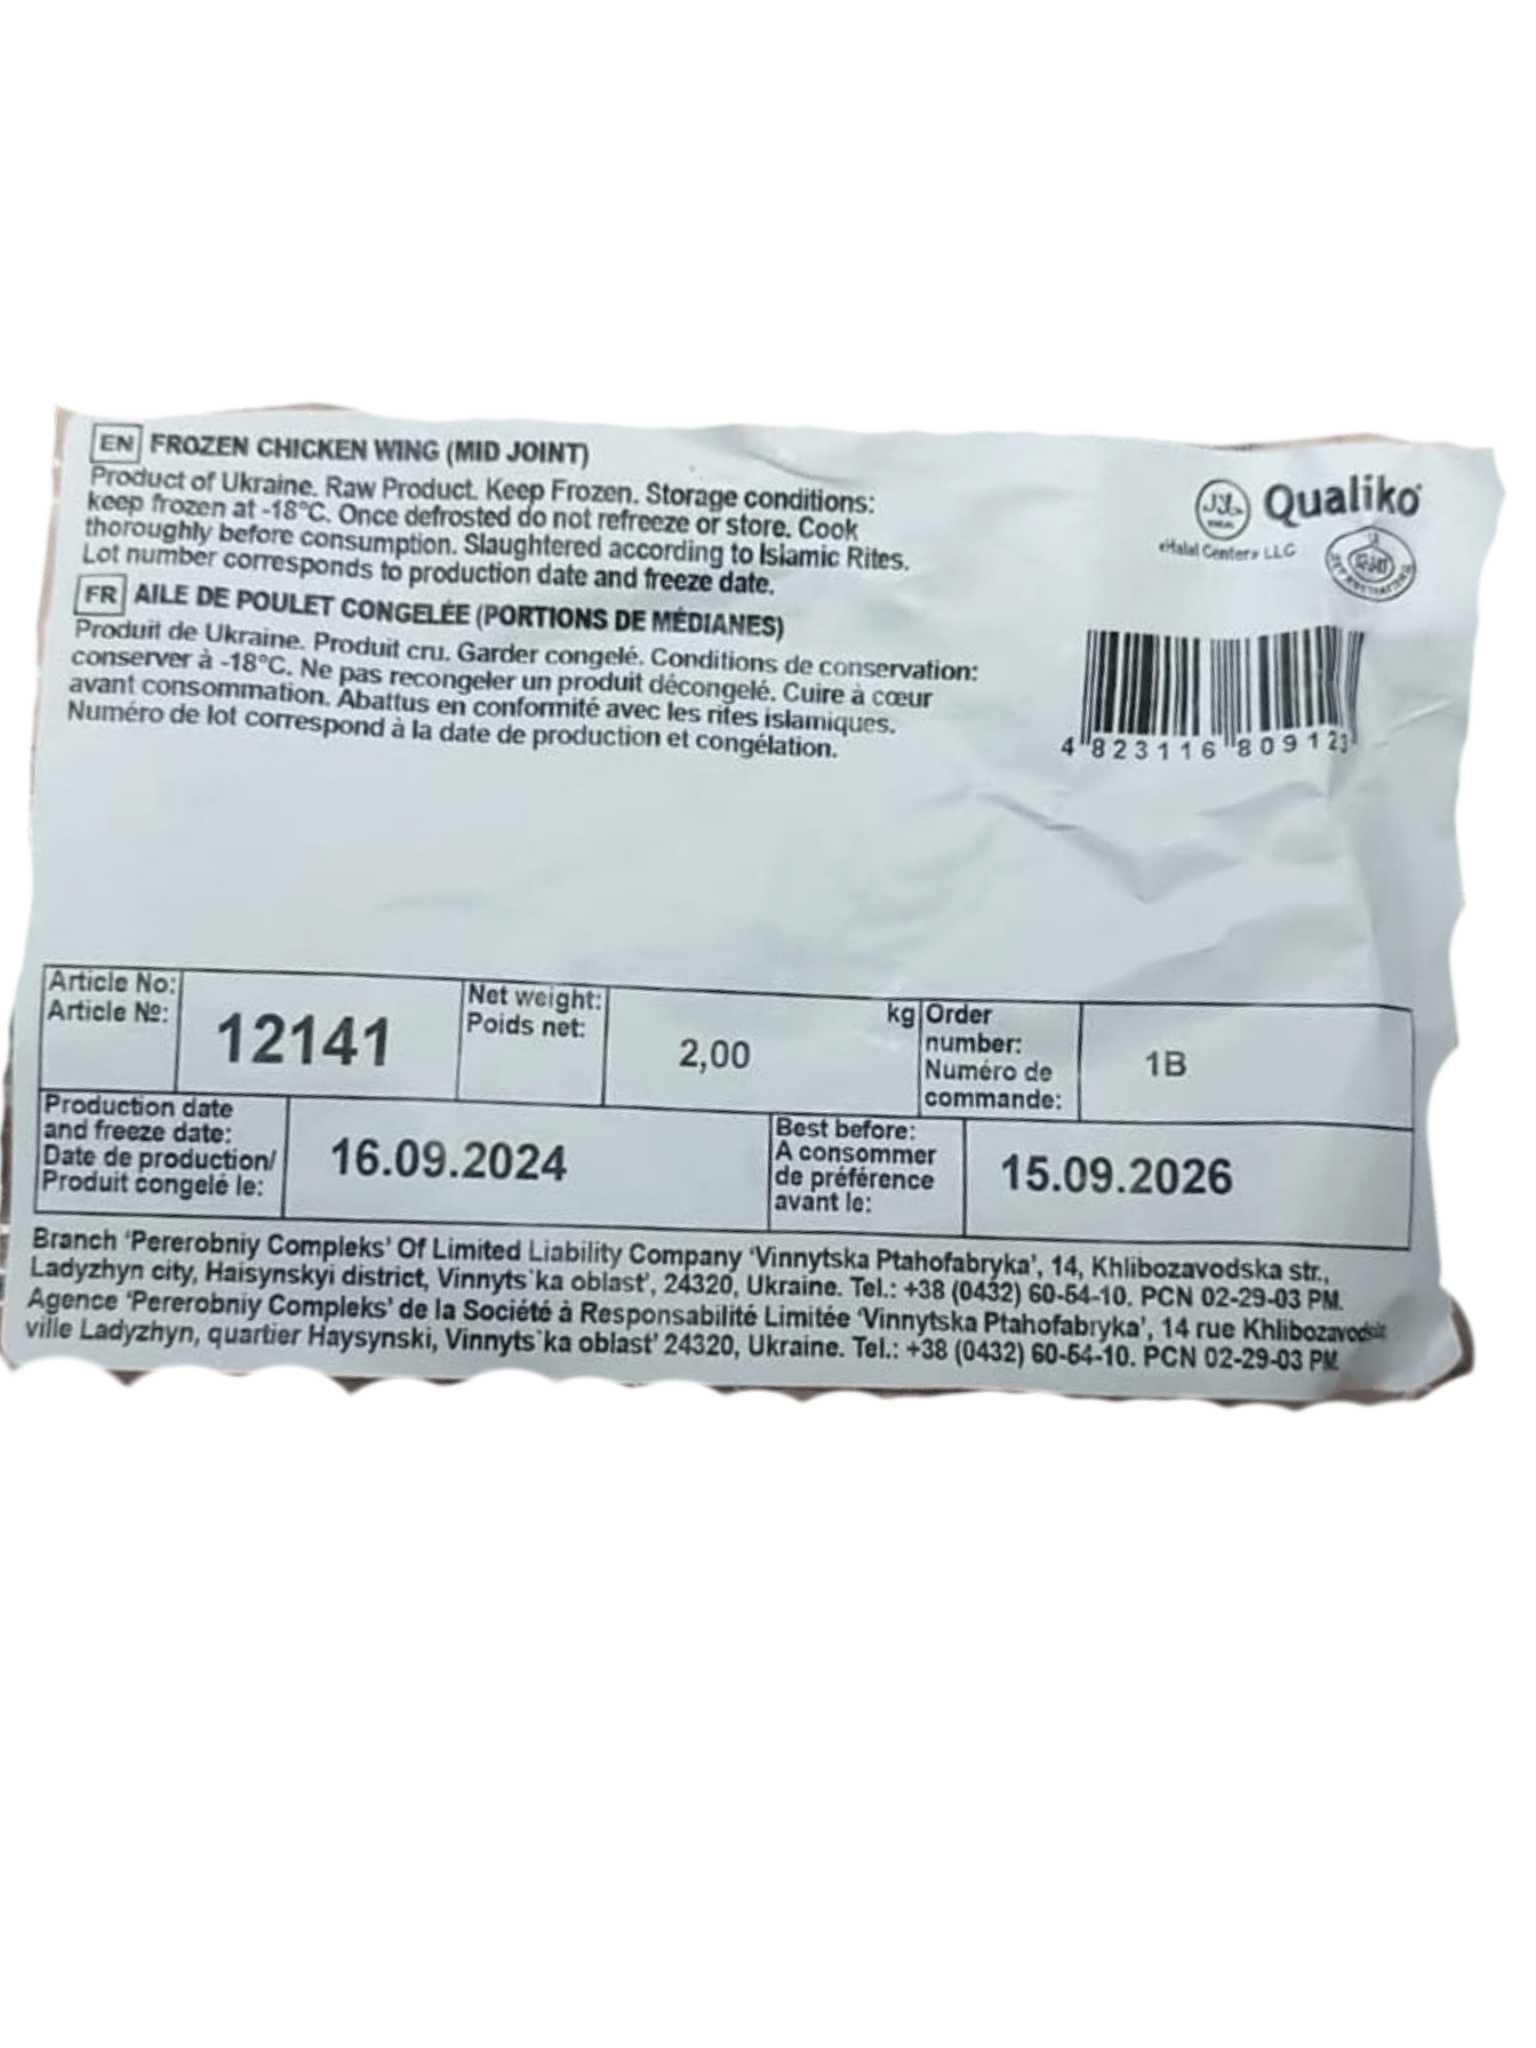 EN FROZEN CHICKEN WING (MID JOINT)
Product of Ukraine. Raw Product. Keep Frozen. Storage conditions:
keep frozen at -18°C. Once defrosted do not refreeze or store. Cook
thoroughly before consumption. Slaughtered according to Islamic Rites.
Lot number corresponds to production date and freeze date.
FR AILE DE POULET CONGELÉE (PORTIONS DE MÉDIANES)
Produit de Ukraine. Produit cru. Garder congelé. Conditions de conservation:
conserver à -18°C. Ne pas recongeler un produit décongelé. Cuire à cœur
avant consommation. Abattus en conformité avec les rites islamiques.
Numéro de lot correspond à la date de production et congélation.
Qualiko
«Halal Center» LLC
4 823116 809123
Article No:
Article №:
12141
Net weight:
Poids net:
2,00
kg
Order
number:
Numéro de
commande:
1B
Production date
and freeze date:
Date de production/
Produit congelé le:
16.09.2024
Best before:
A consommer
de préférence
avant le:
15.09.2026
Branch 'Pererobniy Compleks' Of Limited Liability Company 'Vinnytska Ptahofabryka', 14, Khlibozavodska str.,
Ladyzhyn city, Haisynskyi district, Vinnyts'ka oblast', 24320, Ukraine. Tel.: +38 (0432) 60-54-10. PCN 02-29-03 PM.
Agence 'Pererobniy Compleks' de la Société à Responsabilité Limitée 'Vinnytska Ptahofabryka', 14 rue
ville Ladyzhyn, quartier Haysynski, Vinnyts'ka oblast' 24320, Ukraine. Tel.: +38 (0432) 60-54-10. PCN 02-29-03 PM